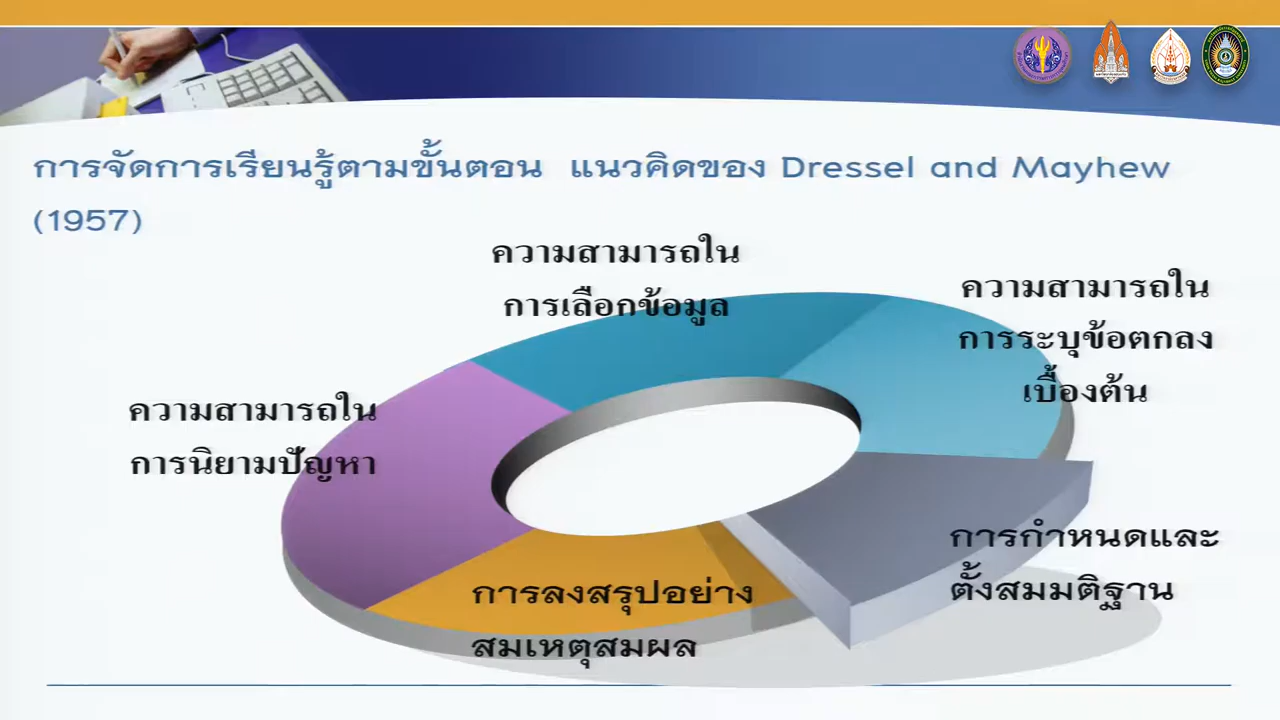 การจัดการเรียนรู้ตามขั้นตอน แนวคิดของ Dressel and Mayhew
(1957)
ความสามารถใน
การเลือกข้อมูล
ความสามารถใน
การระบุข้อตกลง
เบื้องต้น
ความสามารถใน
การนิยามปัญหา
การกำหนดและ
ตั้งสมมติฐาน
การลงสรุปอย่าง
สมเหตุสมผล